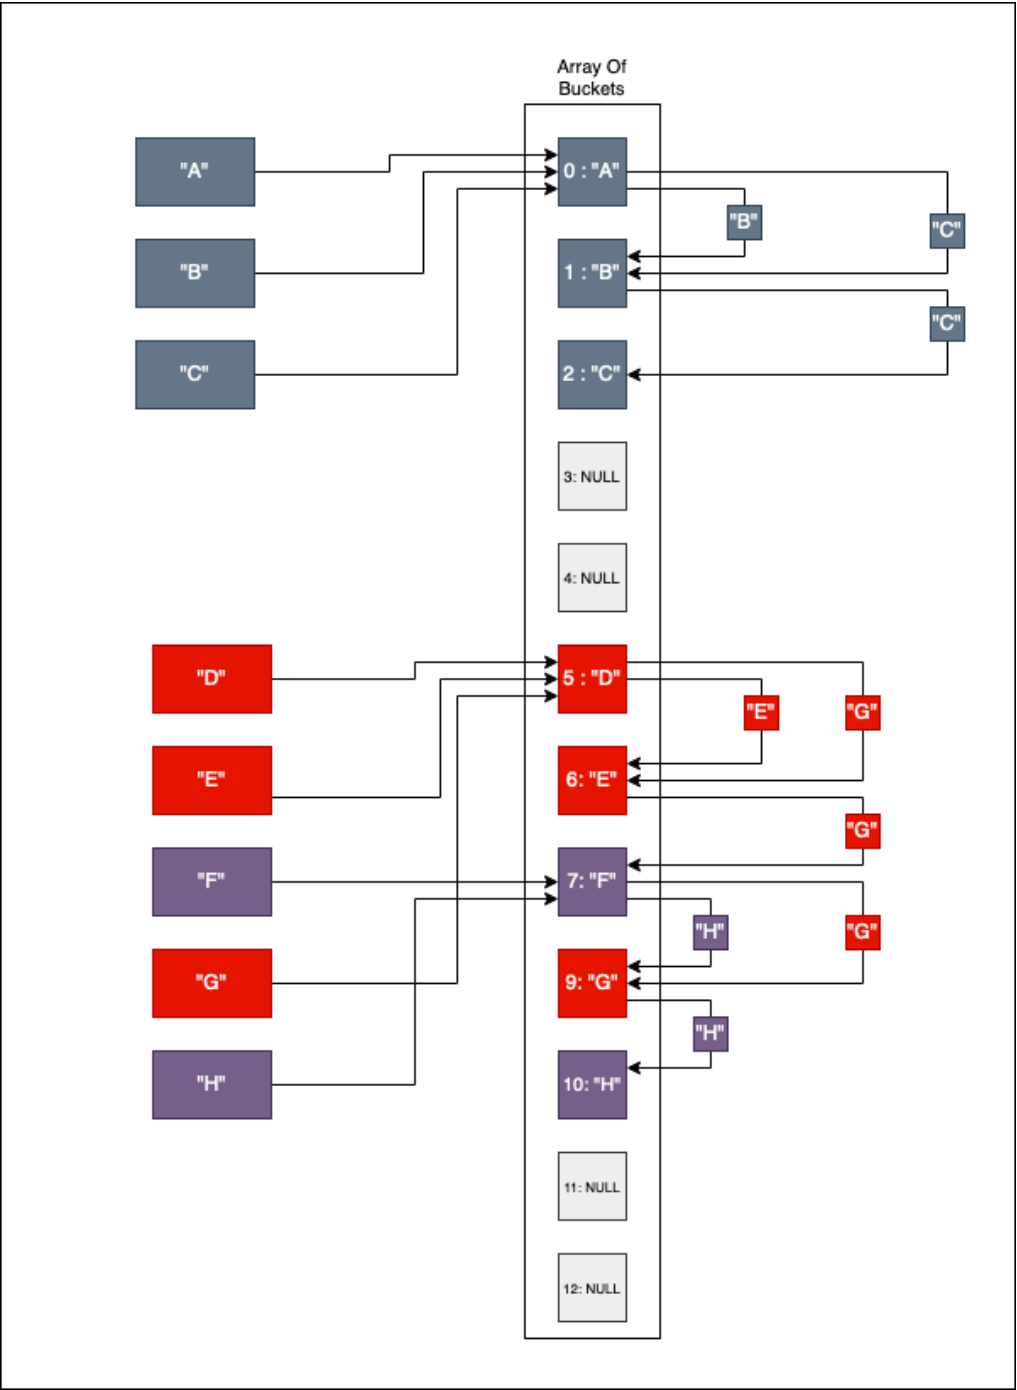 Array Of
Buckets
"A"
0 : "A"
"B"
"C"
"B"
1 : "B"
"C"
"C"
2 : "C"
3: NULL
4: NULL
"D"
5 : "D"
"E"
"G"
"E"
6: "E"
"G"
"F"
7: "F"
"H"
"G"
"G"
9: "G"
"H"
"H"
10: "H"
11: NULL
12: NULL